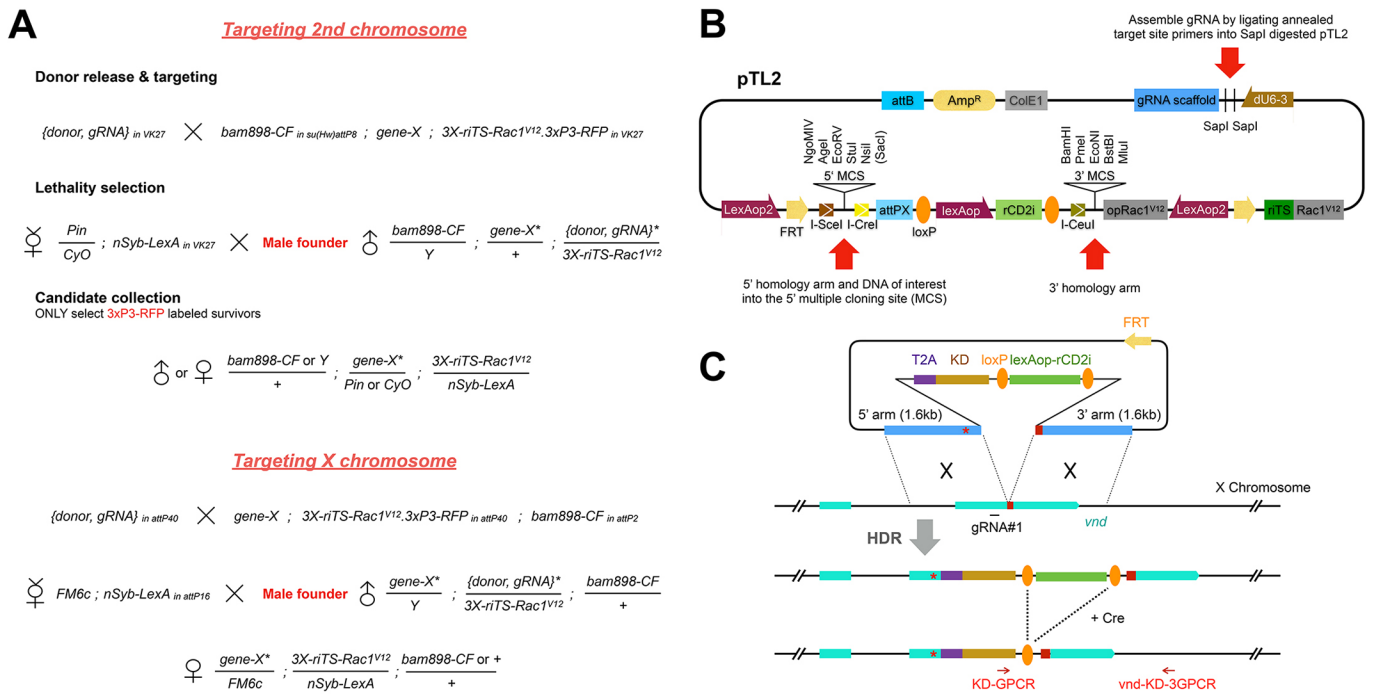 A
Targeting 2nd chromosome
Donor release & targeting
{donor, gRNA} in VK27 × bam898-CF in su(Hw)attP8 ; gene-X ; 3X-riTS-Rac1V12.3xP3-RFP in VK27
Lethality selection
Pin
CyO
; nSyb-LexA in VK27 × Male founder
bam898-CF
Y
;
gene-X*
+
;
{donor, gRNA}*
3X-riTS-Rac1V12
Candidate collection
ONLY select 3xP3-RFP labeled survivors
♂ or ♀
bam898-CF or Y
+
;
gene-X*
Pin or CyO
;
3X-riTS-Rac1V12
nSyb-LexA
Targeting X chromosome
{donor, gRNA} in attP40 × gene-X ; 3X-riTS-Rac1V12.3xP3-RFP in attP40 ; bam898-CF in attP2
FM6c ; nSyb-LexA in attP16 × Male founder
gene-X*
Y
;
{donor, gRNA}*
3X-riTS-Rac1V12
;
bam898-CF
+
gene-X*
FM6c
;
3X-riTS-Rac1V12
nSyb-LexA
;
bam898-CF or +
+
B
Assemble gRNA by ligating annealed
target site primers into SapI digested pTL2
pTL2
attB
AmpR
ColE1
gRNA scaffold
dU6-3
SapI SapI
NgoMIV
AgeI
EcoRV
StuI
NsiI
(SacI)
5' MCS
BamHI
PmeI
EcoNI
BstBI
MluI
3' MCS
LexAop2
attPX
lexAop
rCD2i
opRac1V12
LexAop2
riTS
Rac1V12
FRT
I-SceI
I-CreI
loxP
I-CeuI
5' homology arm and DNA of interest
into the 5' multiple cloning site (MCS)
3' homology arm
C
FRT
T2A
KD
loxP
lexAop-rCD2i
5' arm (1.6kb)
3' arm (1.6kb)
*
X
X
X Chromosome
gRNA#1
vnd
HDR
*
+ Cre
*
KD-GPCR
vnd-KD-3GPCR